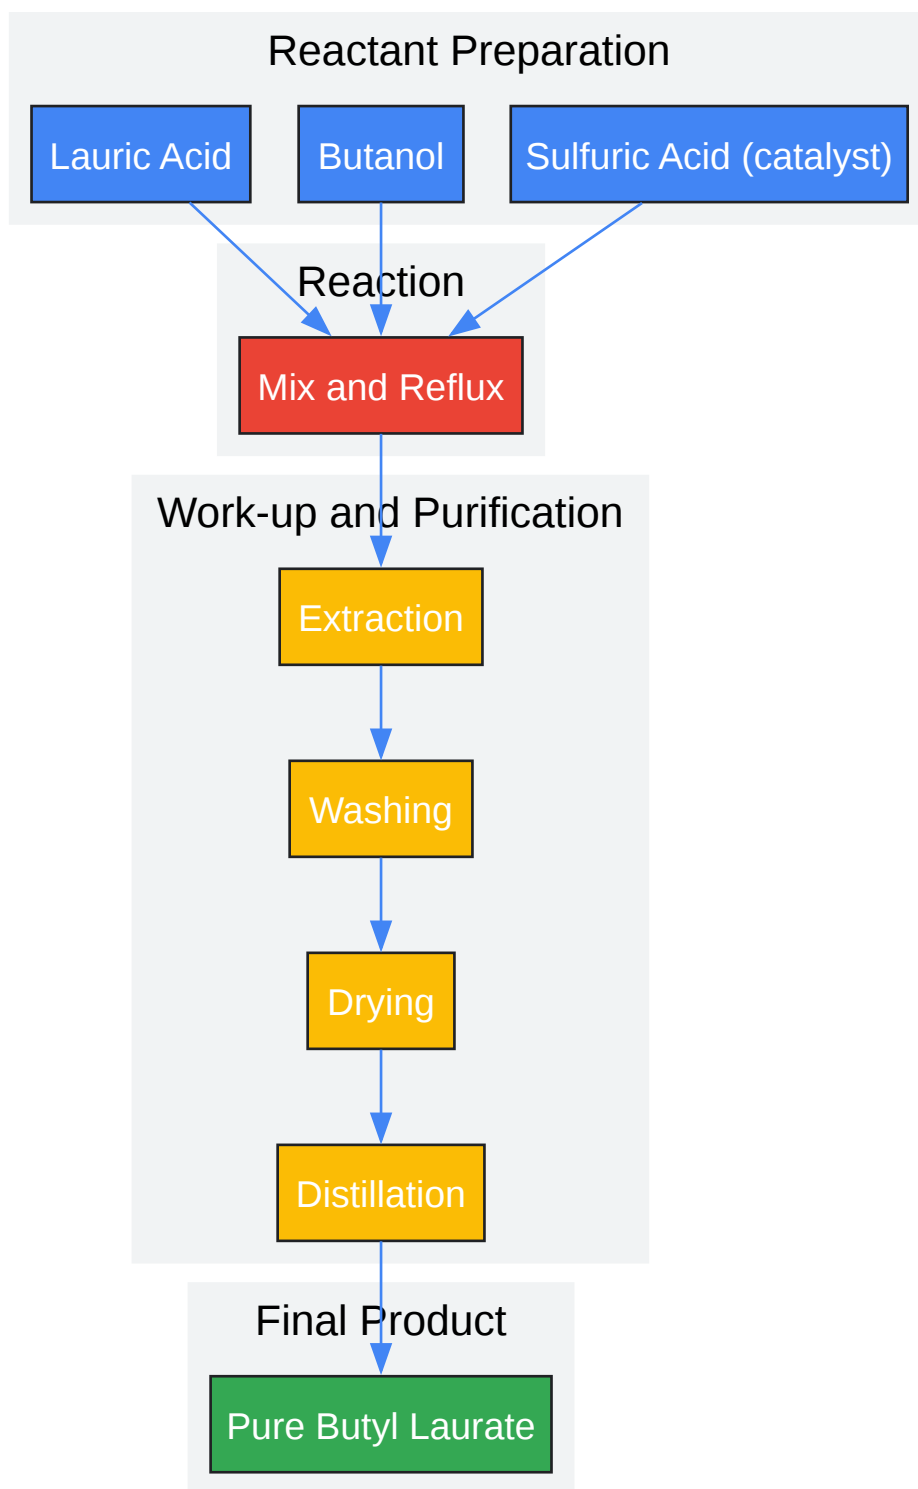 Reactant Preparation
Lauric Acid
Butanol
Sulfuric Acid (catalyst)
Reaction
Mix and Reflux
Work-up and Purification
Extraction
Washing
Drying
Distillation
Final Product
Pure Butyl Laurate